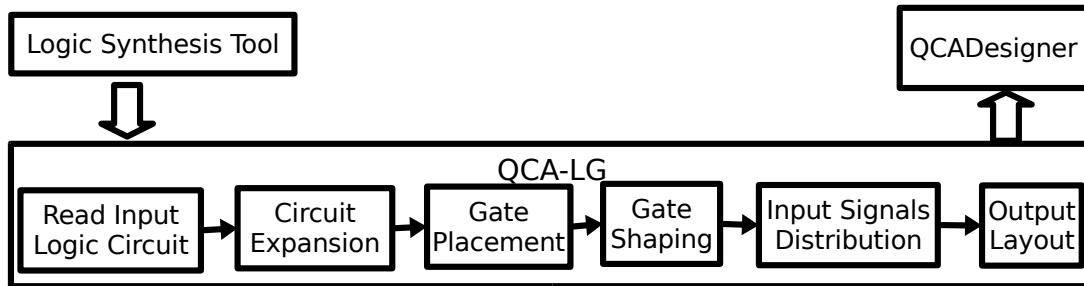 Logic Synthesis Tool
QCADesigner
QCA-LG
Read Input
Logic Circuit
Circuit
Expansion
Gate
Placement
Gate
Shaping
Input Signals
Distribution
Output
Layout